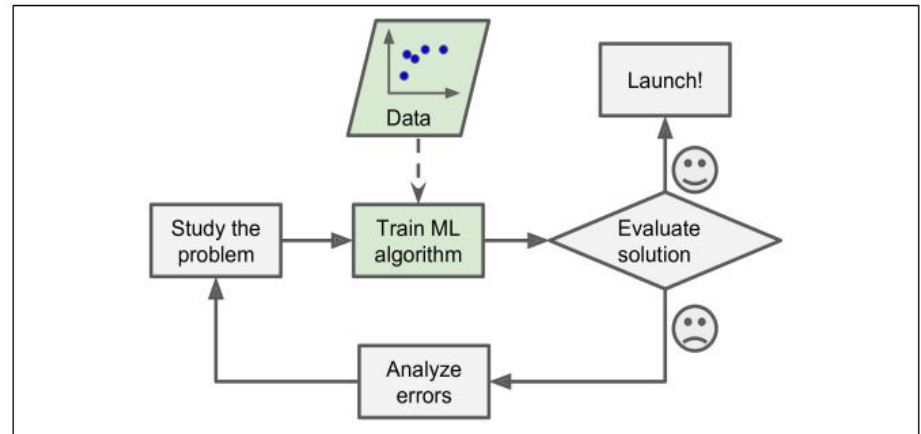 Data
Launch!
Study the
problem
Train ML
algorithm
Evaluate
solution
Analyze
errors